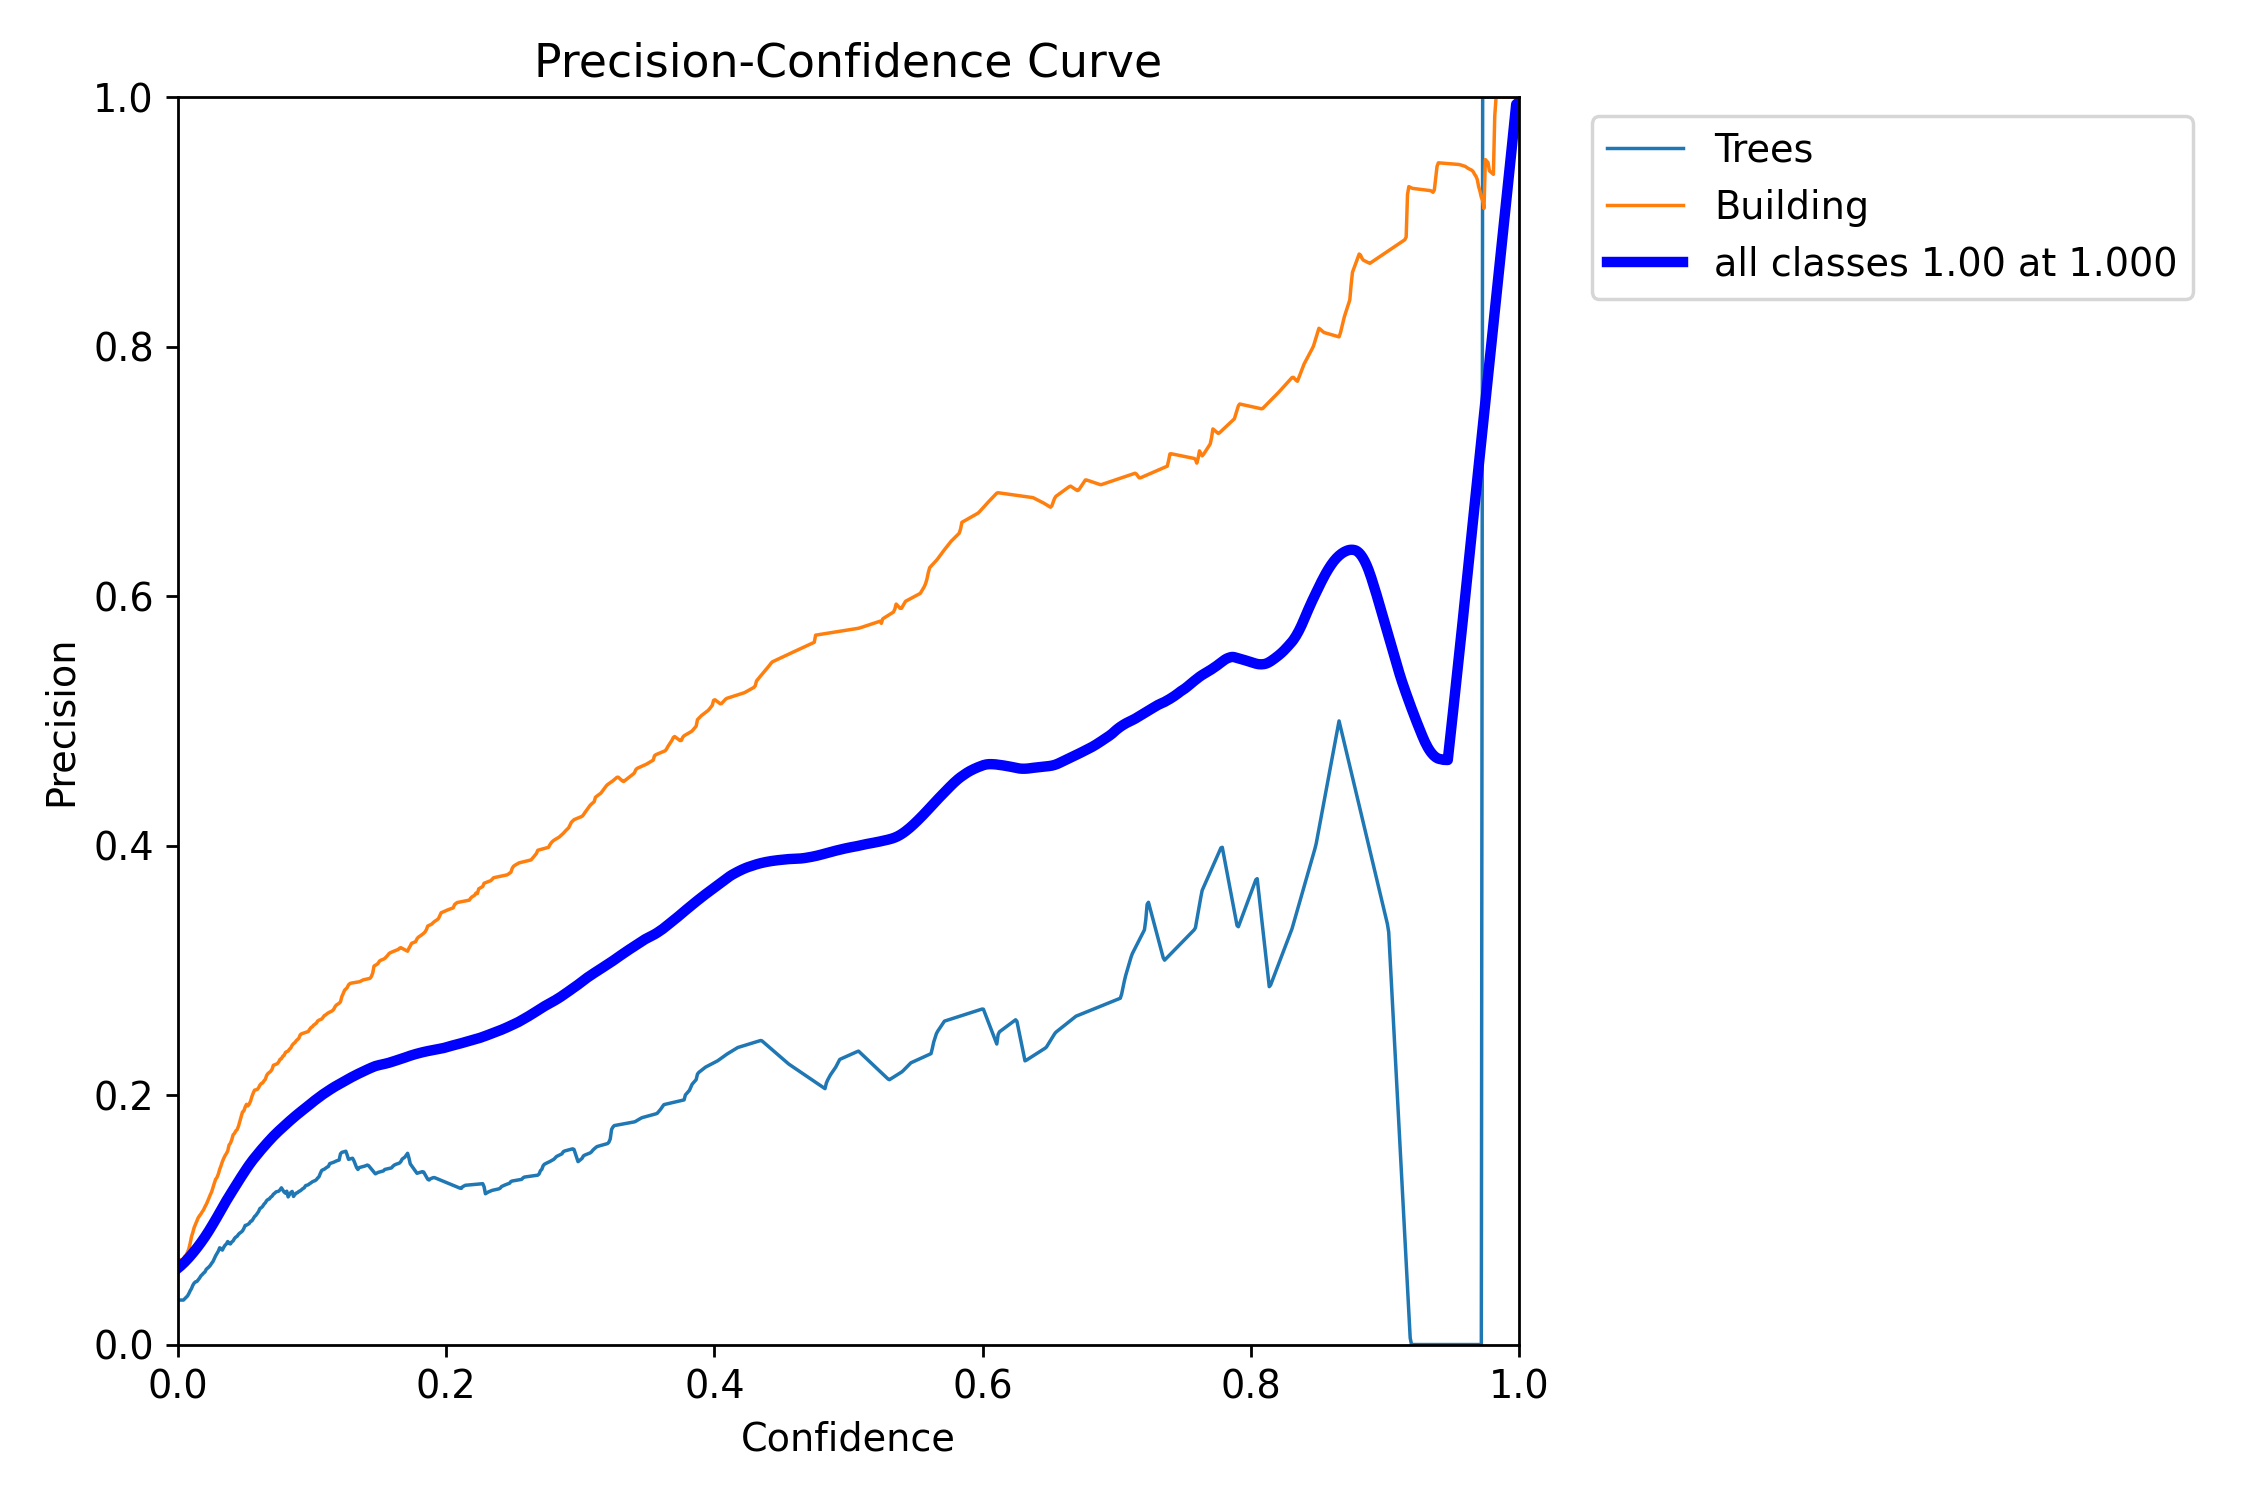 Precision-Confidence Curve
1.0
0.8
0.6
0.4
0.2
0.0
Precision
0.0 0.2 0.4 0.6 0.8 1.0
Confidence
Trees
Building
all classes 1.00 at 1.000